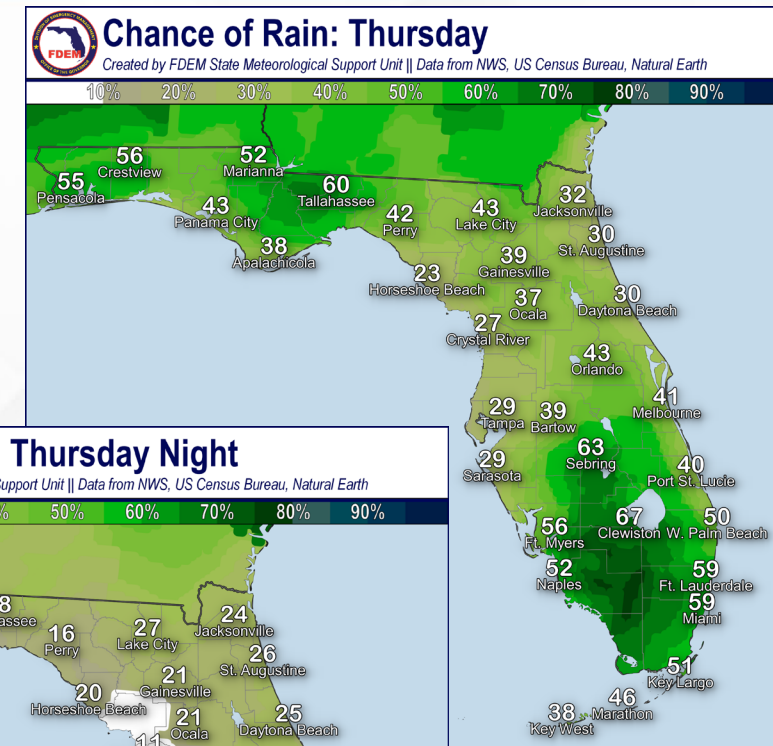 FDEM
Chance of Rain: Thursday
Created by FDEM State Meteorological Support Unit || Data from NWS, US Census Bureau, Natural Earth
10% 20% 30% 40% 50% 60% 70% 80% 90%
56
Crestview
52
Marianna
55
Pensacola
60
Tallahassee
43
Panama City
42
Perry
43
Lake City
32
Jacksonville
38
Apalachicola
30
St. Augustine
39
Gainesville
23
Horseshoe Beach
37
Ocala
30
Daytona Beach
27
Crystal River
43
Orlando
29
Tampa
39
Bartow
41
Melbourne
63
Sebring
29
Sarasota
40
Port St. Lucie
56
Ft. Myers
67
Clewiston
50
W. Palm Beach
52
Naples
59
Ft. Lauderdale
59
Miami
51
Key Largo
46
Marathon
38
Key West
Thursday Night
Support Unit || Data from NWS, US Census Bureau, Natural Earth
% 50% 60% 70% 80% 90%
8
assee
16
Perry
27
Lake City
24
Jacksonville
26
St. Augustine
21
Gainesville
20
Horseshoe Beach
21
Ocala
25
Daytona Beach
11